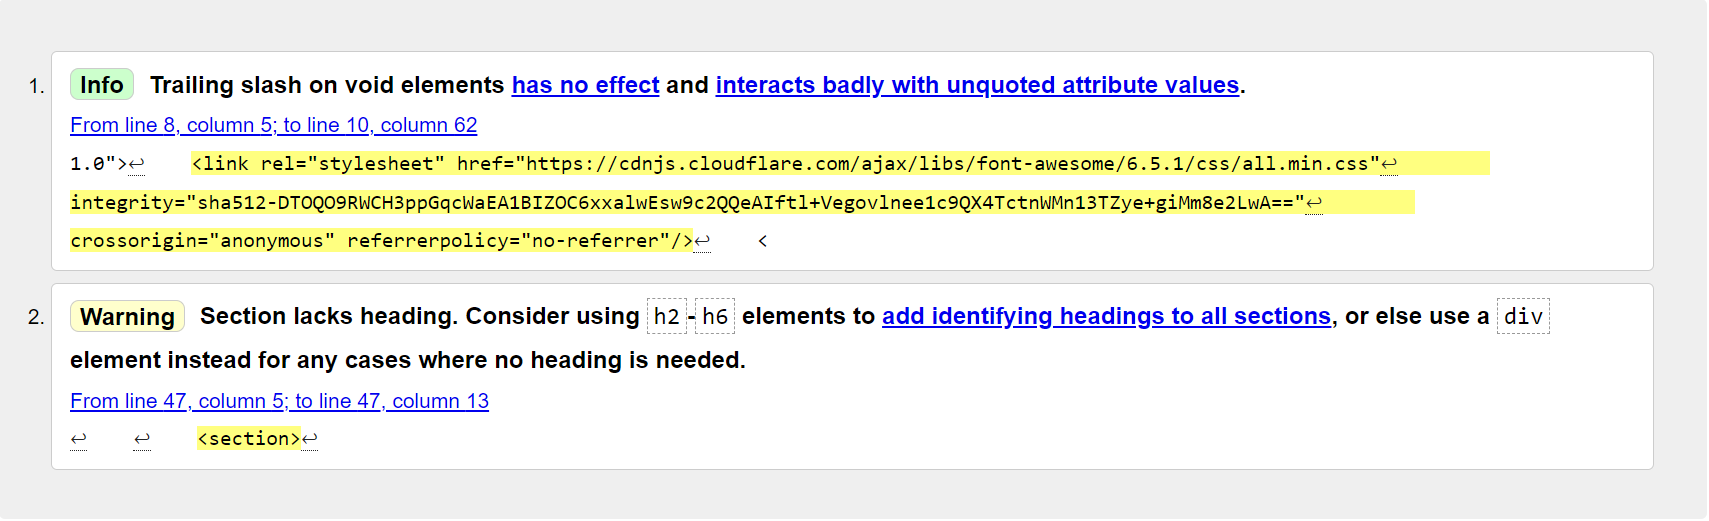 1. Info Trailing slash on void elements has no effect and interacts badly with unquoted attribute values.
From line 8, column 5; to line 10, column 62
1.0">↩ <link rel="stylesheet" href="https://cdnjs.cloudflare.com/ajax/libs/font-awesome/6.5.1/css/all.min.css"↩
integrity="sha512-DTOQO9RWCH3ppGqcWaEA1BIZOC6xxalwEsw9c2QQeAIftl+Vegovlnee1c9QX4TctnWMn13TZye+giMm8e2LwA=="↩
crossorigin="anonymous" referrerpolicy="no-referrer"/>↩ <
2. Warning Section lacks heading. Consider using h2-h6 elements to add identifying headings to all sections, or else use a div
element instead for any cases where no heading is needed.
From line 47, column 5; to line 47, column 13
↩ ↩ <section>↩